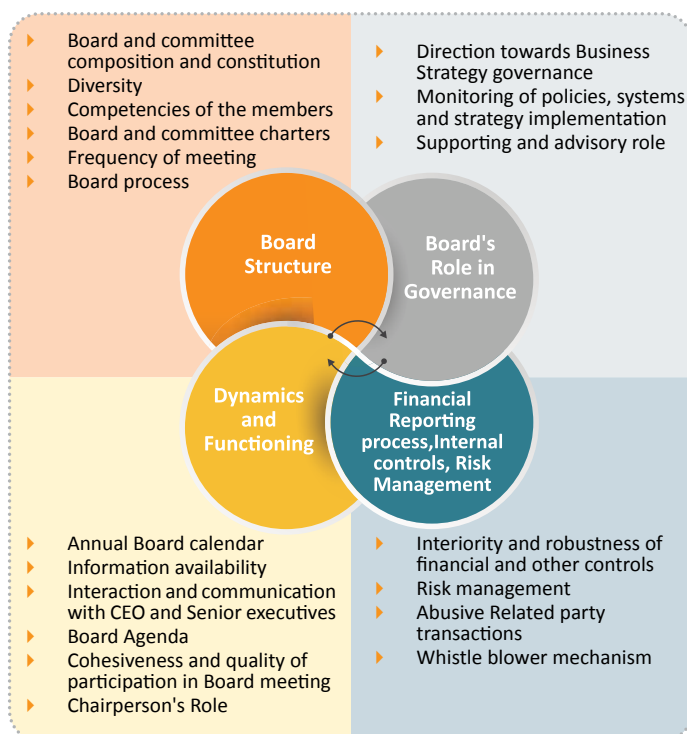 Board and committee
composition and constitution
Diversity
Competencies of the members
Board and committee charters
Frequency of meeting
Board process
Direction towards Business
Strategy governance
Monitoring of policies, systems
and strategy implementation
Supporting and advisory role
Board
Structure
Board's
Role in
Governance
Dynamics
and
Functioning
Financial
Reporting
process,Internal
controls, Risk
Management
Annual Board calendar
Information availability
Interaction and communication
with CEO and Senior executives
Board Agenda
Cohesiveness and quality of
participation in Board meeting
Chairperson's Role
Interiority and robustness of
financial and other controls
Risk management
Abusive Related party
transactions
Whistle blower mechanism